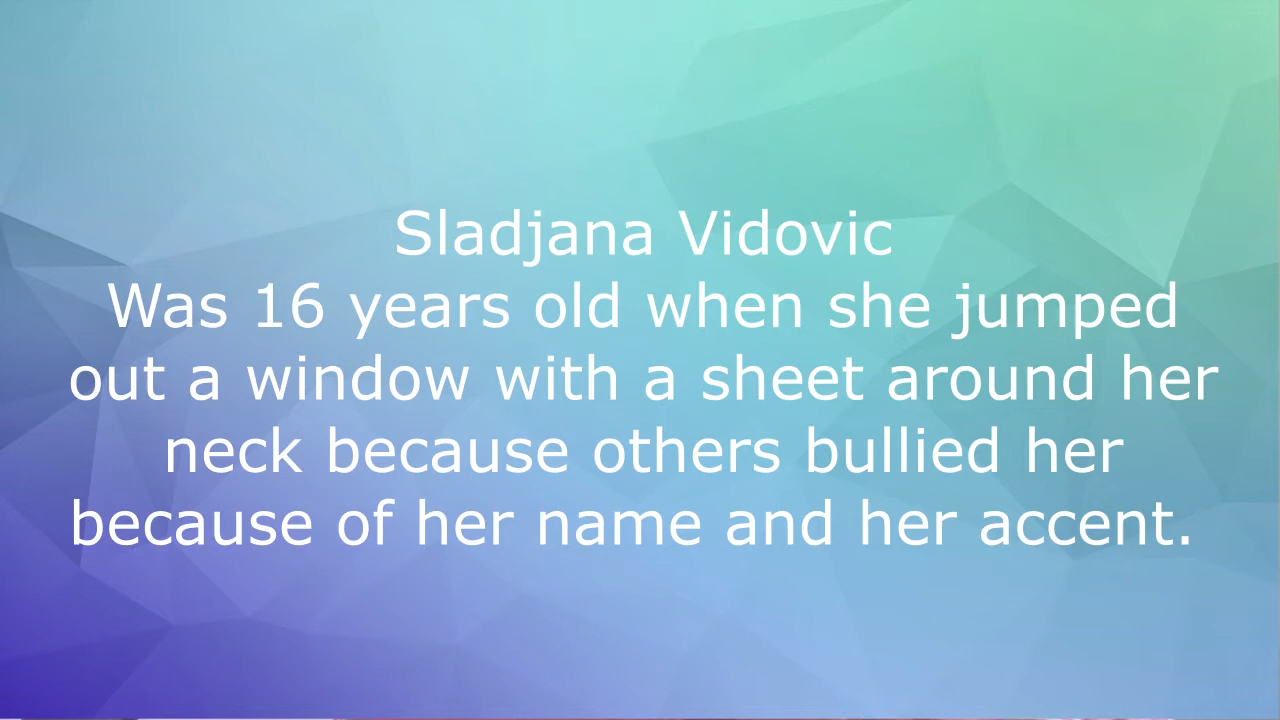 Sladjana Vidovic
Was 16 years old when she jumped
out a window with a sheet around her
neck because others bullied her
because of her name and her accent.